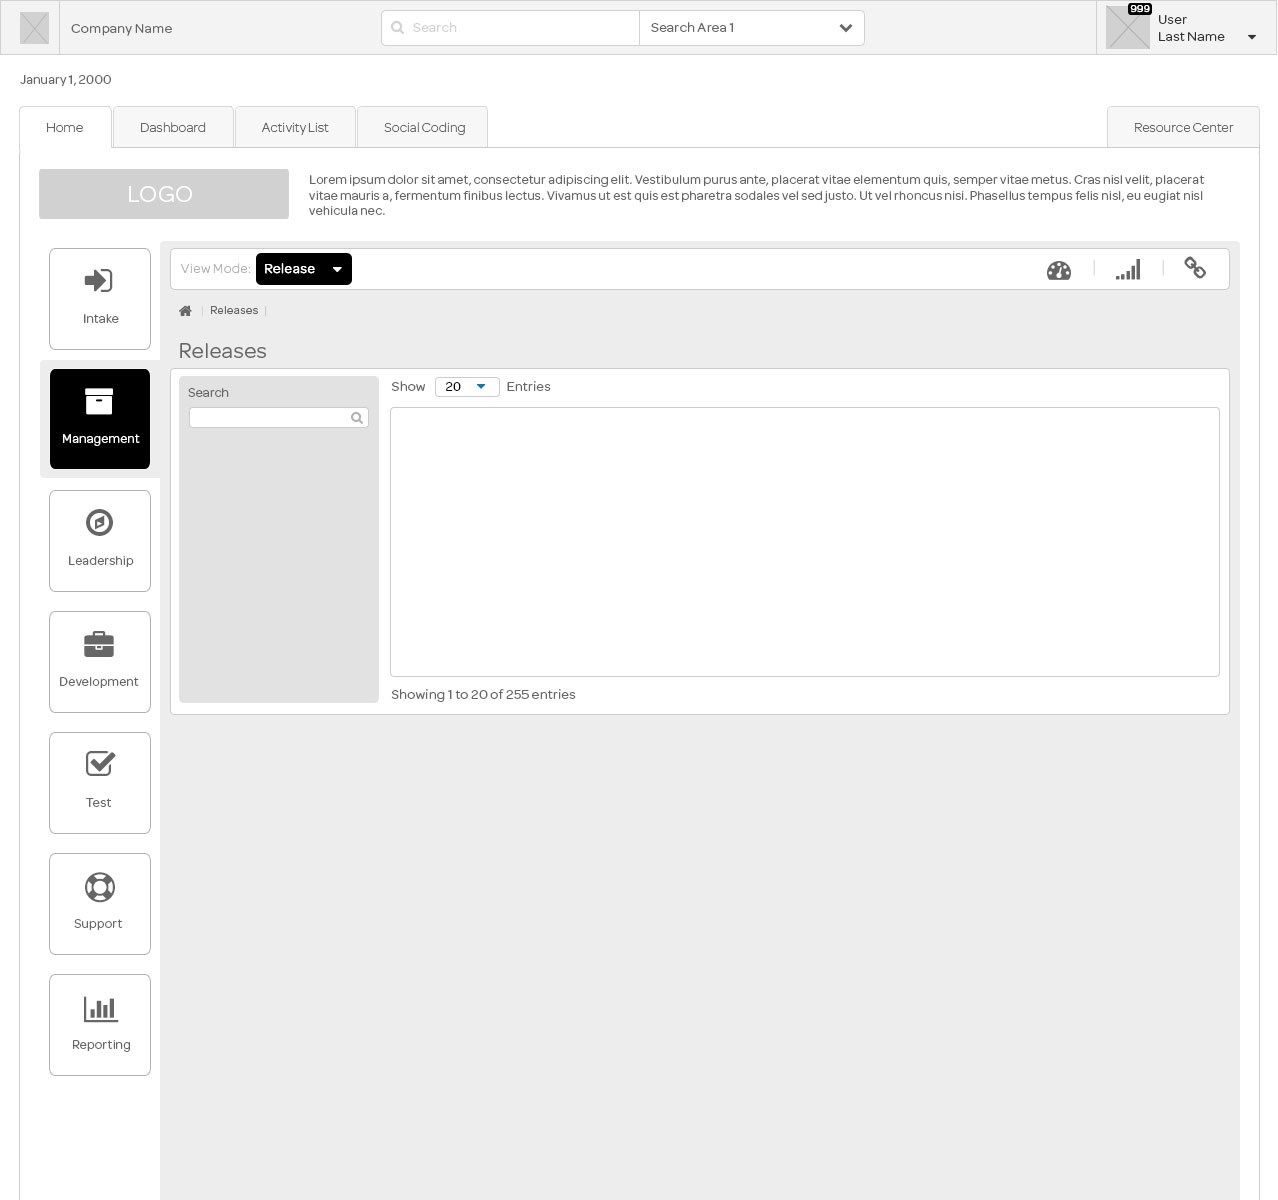 Company Name
Search
Search Area 1
999
User
Last Name
January 1, 2000
Home
Dashboard
Activity List
Social Coding
Resource Center
LOGO
Lorem ipsum dolor sit amet, consectetur adipiscing elit. Vestibulum purus ante, placerat vitae elementum quis, semper vitae metus. Cras nisl velit, placerat
vitae mauris a, fermentum finibus lectus. Vivamus ut est quis est pharetra sodales vel sed justo. Ut vel rhoncus nisi. Phasellus tempus felis nisl, eu eugiat nisl
vehicula nec.
View Mode:
Release
Releases
Releases
Search
Show
20
Entries
Showing 1 to 20 of 255 entries
Intake
Management
Leadership
Development
Test
Support
Reporting